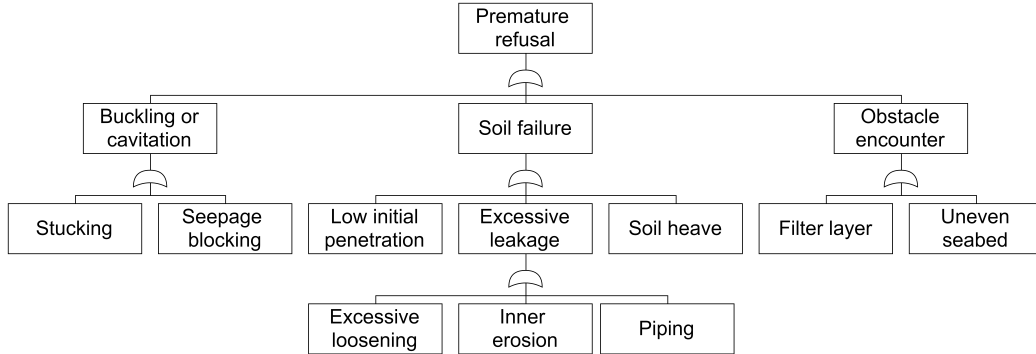 Premature
refusal
Buckling or
cavitation
Soil failure
Obstacle
encounter
Stucking
Seepage
blocking
Low initial
penetration
Excessive
leakage
Soil heave
Filter layer
Uneven
seabed
Excessive
loosening
Inner
erosion
Piping